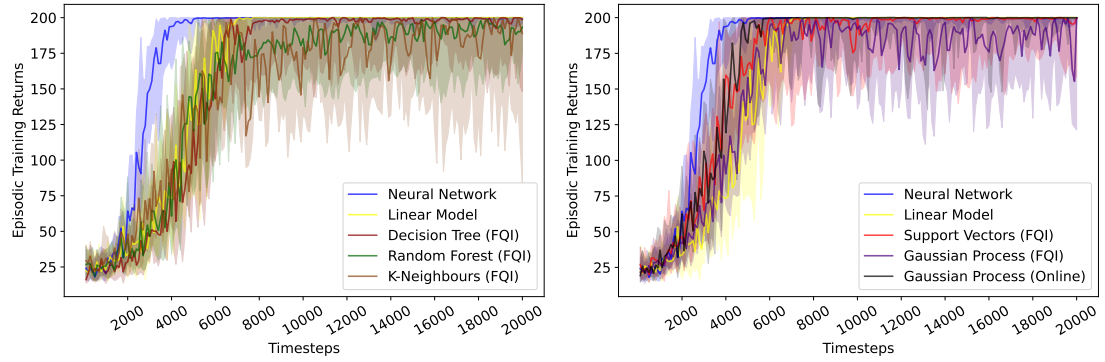 200
175
150
125
100
75
50
25
Episodic Training Returns
Neural Network
Linear Model
Decision Tree (FQI)
Random Forest (FQI)
K-Neighbours (FQI)
2000 4000 6000 8000 10000 12000 14000 16000 18000 20000
Timesteps
200
175
150
125
100
75
50
25
Episodic Training Returns
Neural Network
Linear Model
Support Vectors (FQI)
Gaussian Process (FQI)
Gaussian Process (Online)
2000 4000 6000 8000 10000 12000 14000 16000 18000 20000
Timesteps